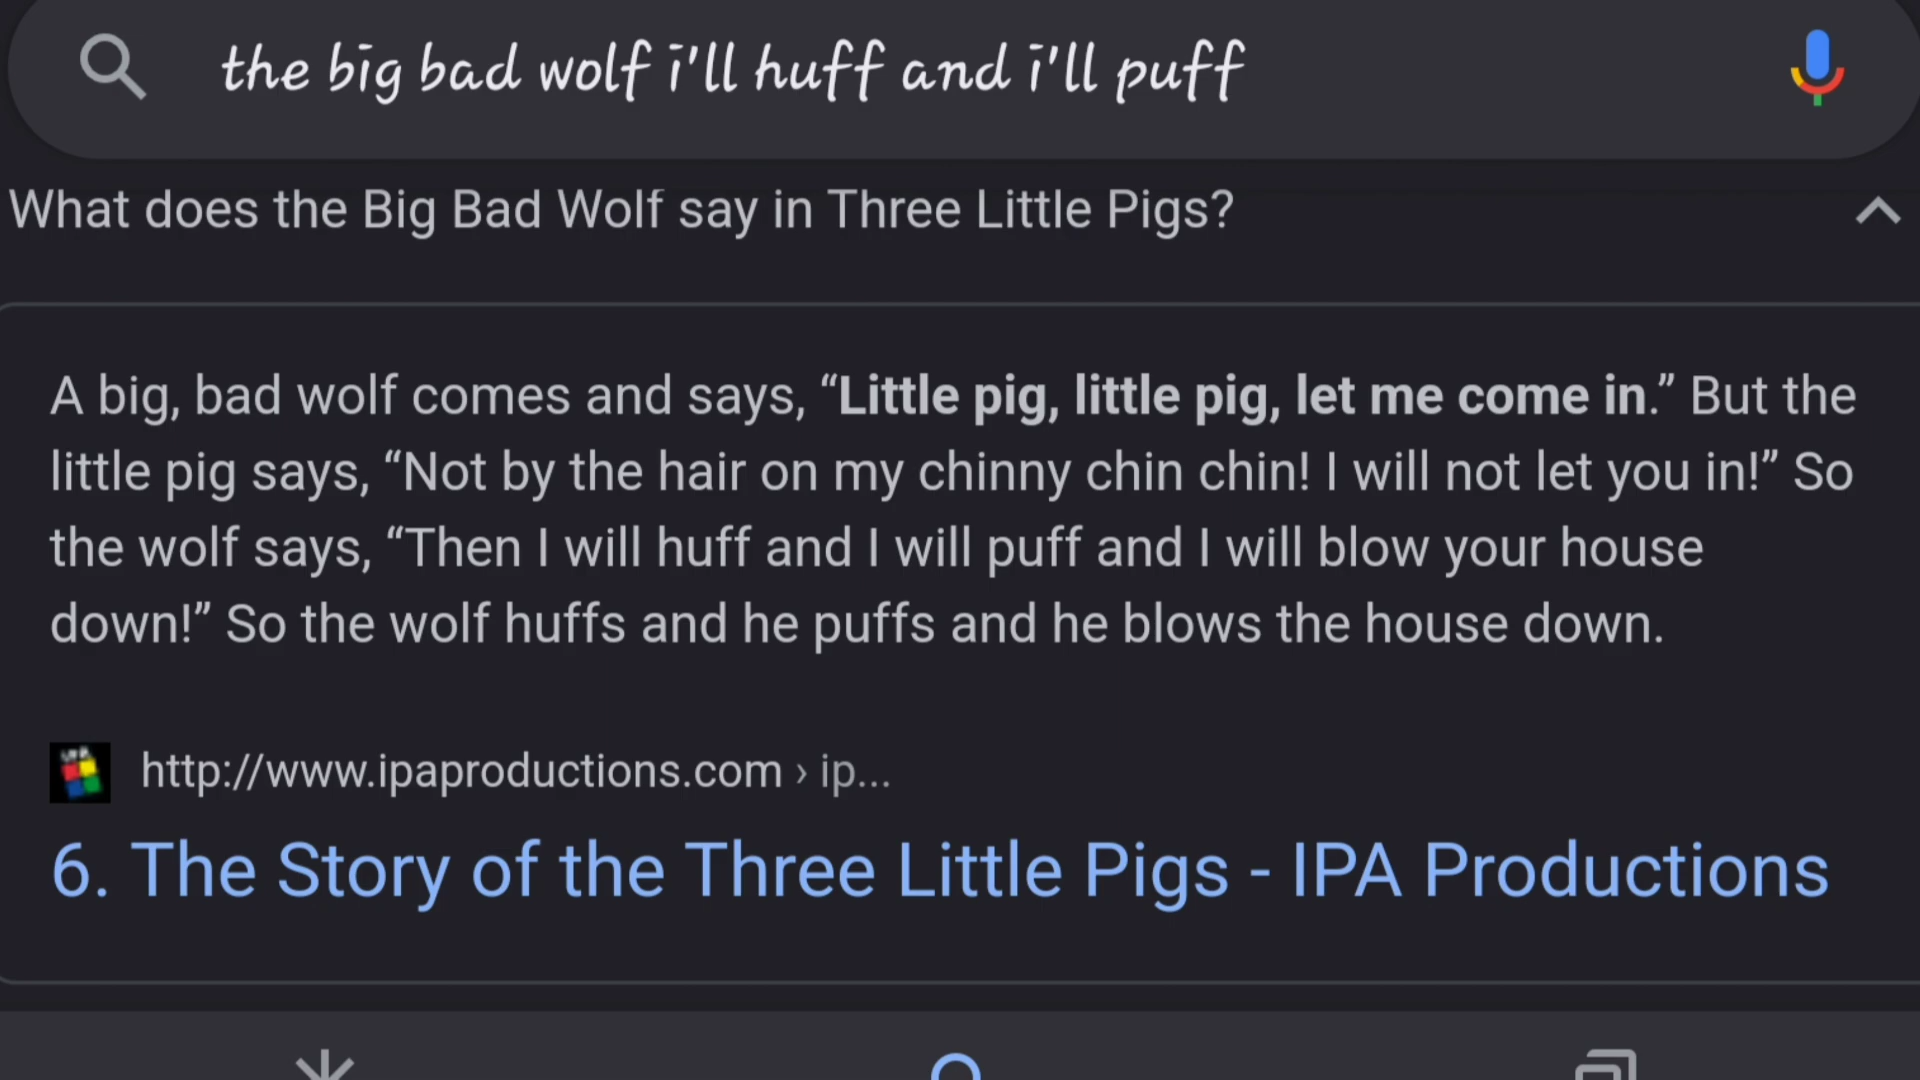 the big bad wolf i'll huff and i'll puff
What does the Big Bad Wolf say in Three Little Pigs?
A big, bad wolf comes and says, “Little pig, little pig, let me come in.” But the
little pig says, “Not by the hair on my chinny chin chin! I will not let you in!” So
the wolf says, “Then I will huff and I will puff and I will blow your house
down!” So the wolf huffs and he puffs and he blows the house down.
http://www.ipaproductions.com › ip...
6. The Story of the Three Little Pigs - IPA Productions